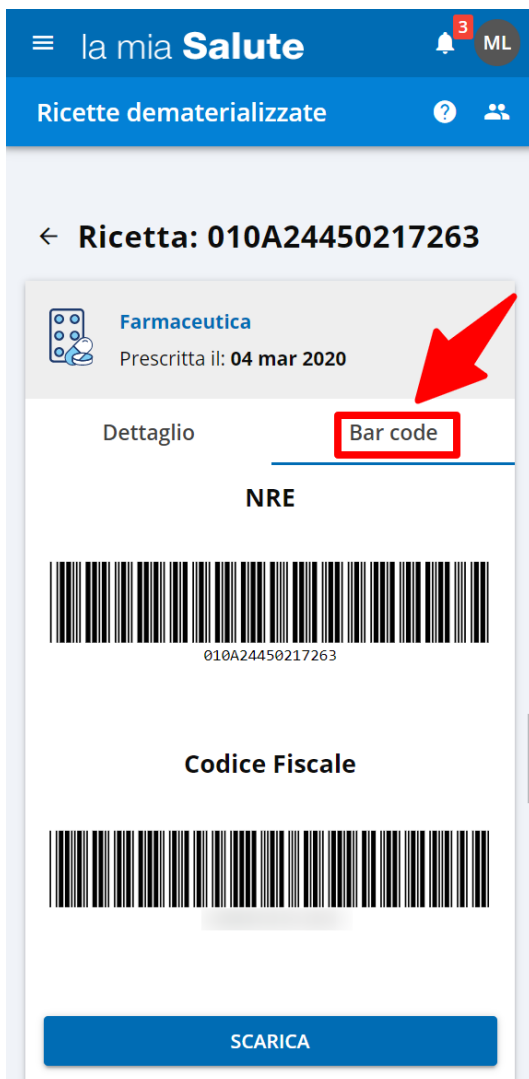 la mia Salute
3
ML
Ricette dematerializzate
?
Ricetta: 010A24450217263
Farmaceutica
Prescritta il: 04 mar 2020
Dettaglio
Bar code
NRE
010A24450217263
Codice Fiscale
SCARICA